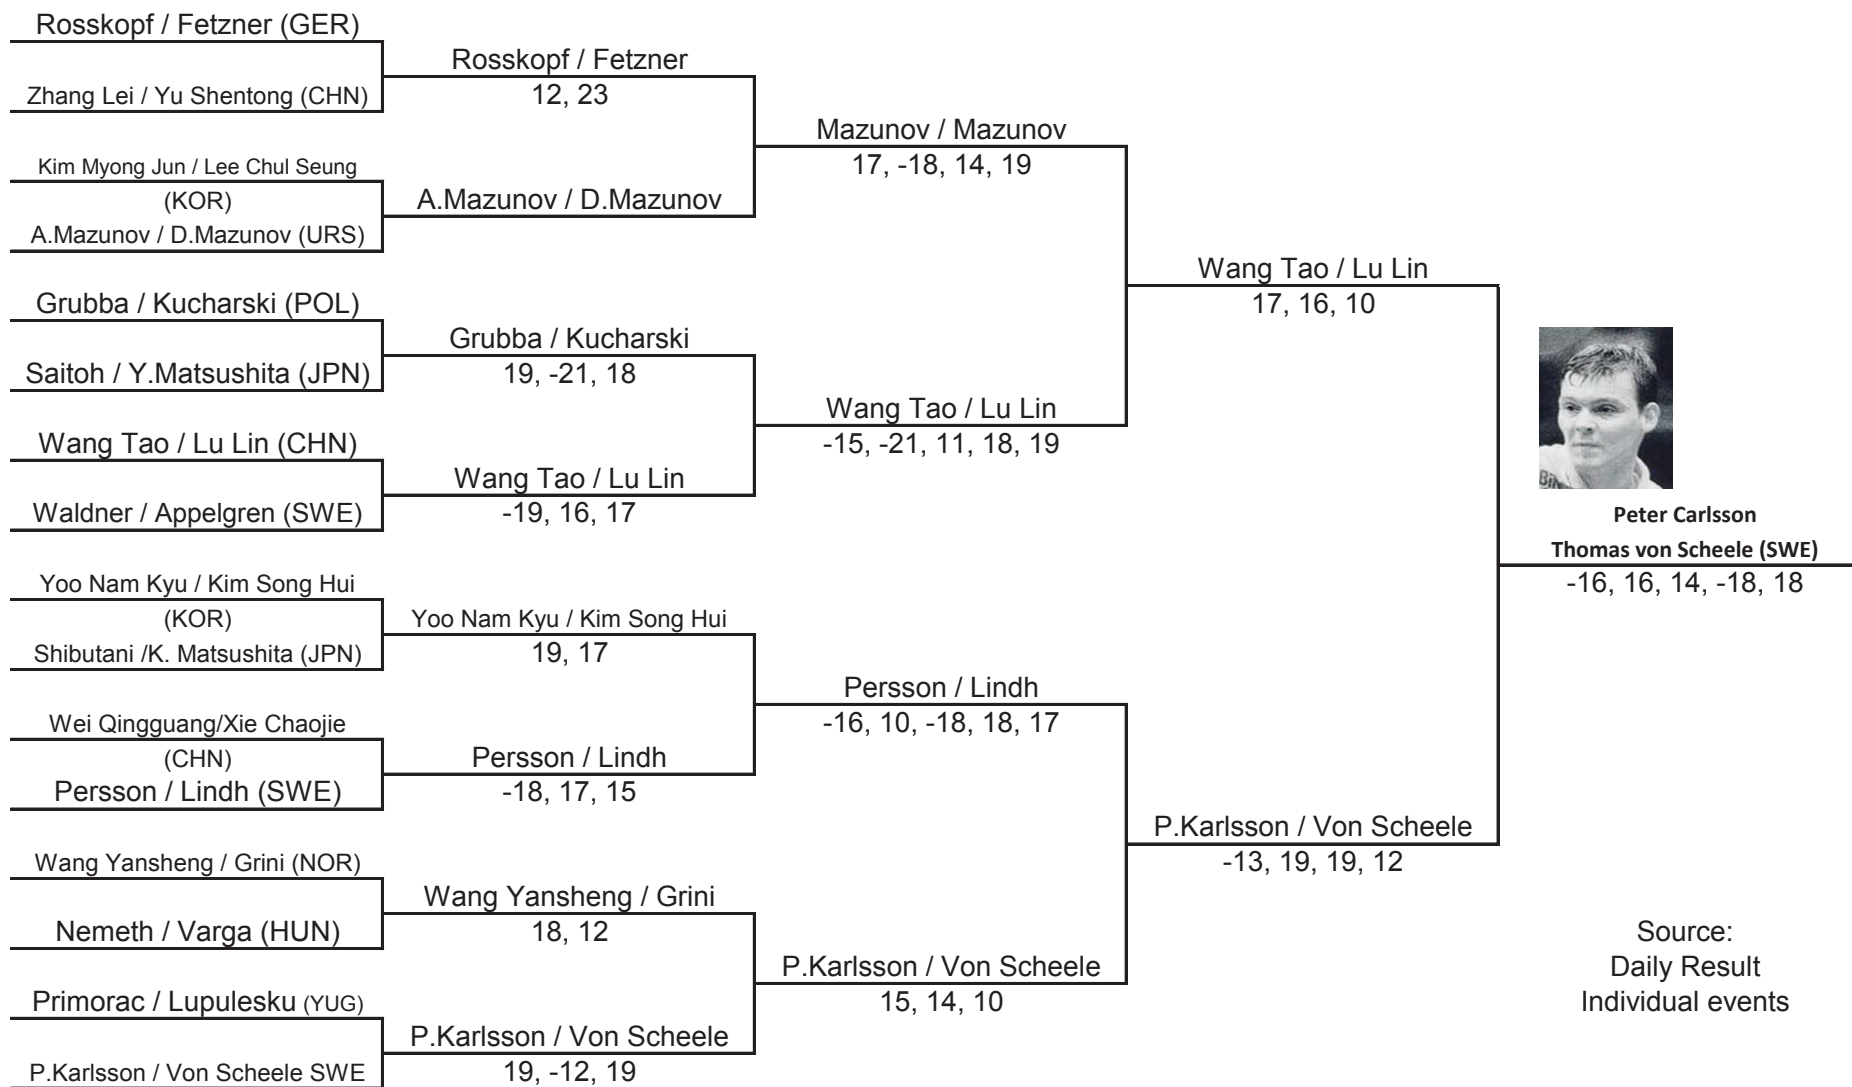 Rosskopf / Fetzner (GER)
Zhang Lei / Yu Shentong (CHN)
Kim Myong Jun / Lee Chul Seung
(KOR)
A.Mazunov / D.Mazunov (URS)
Grubba / Kucharski (POL)
Saitoh / Y.Matsushita (JPN)
Wang Tao / Lu Lin (CHN)
Waldner / Appelgren (SWE)
Yoo Nam Kyu / Kim Song Hui
(KOR)
Shibutani /K. Matsushita (JPN)
Wei Qingguang/Xie Chaojie
(CHN)
Persson / Lindh (SWE)
Wang Yansheng / Grini (NOR)
Nemeth / Varga (HUN)
Primorac / Lupulesku (YUG)
P.Karlsson / Von Scheele SWE
Rosskopf / Fetzner
12, 23
A.Mazunov / D.Mazunov
Grubba / Kucharski
19, -21, 18
Wang Tao / Lu Lin
-19, 16, 17
Yoo Nam Kyu / Kim Song Hui
19, 17
Persson / Lindh
-18, 17, 15
Wang Yansheng / Grini
18, 12
P.Karlsson / Von Scheele
19, -12, 19
Mazunov / Mazunov
17, -18, 14, 19
Wang Tao / Lu Lin
-15, -21, 11, 18, 19
Persson / Lindh
-16, 10, -18, 18, 17
P.Karlsson / Von Scheele
15, 14, 10
Wang Tao / Lu Lin
17, 16, 10
P.Karlsson / Von Scheele
-13, 19, 19, 12
Peter Carlsson
Thomas von Scheele (SWE)
-16, 16, 14, -18, 18
Source:
Daily Result
Individual events